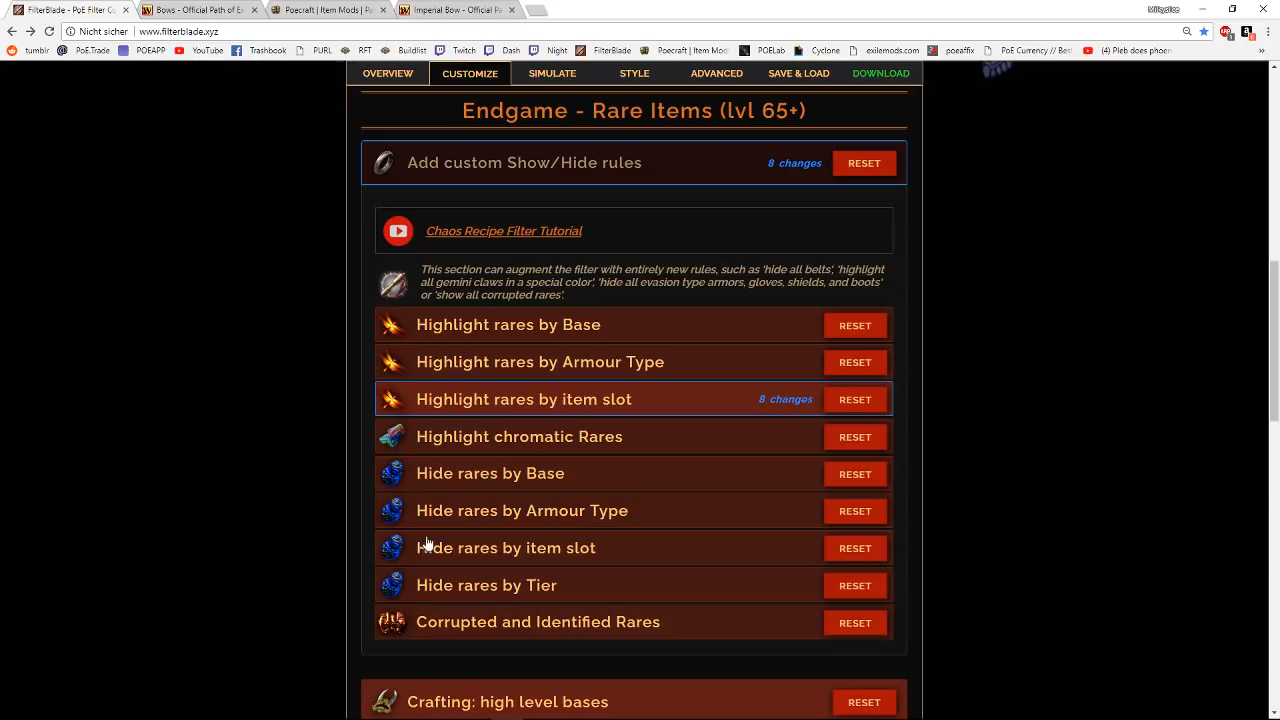 FilterBlade - PoE Filter Cu
Bows - Official Path of Ex
Poecraft | Item Mods | Pa
Imperial Bow - Official Pa
Nicht sicher | www.filterblade.xyz
tumblr
PoE.Trade
POEAPP
YouTube
Trashbook
PURL
RFT
Buildlist
Twitch
Twitch
Night
FilterBlade
Poecraft | Item Mod
POELab
Cyclone
exilemods.com
poeaffix
PoE Currency // Best
(4) Pleb does phoen
OVERVIEW
CUSTOMIZE
SIMULATE
STYLE
ADVANCED
SAVE & LOAD
DOWNLOAD
Endgame - Rare Items (lvl 65+)
Add custom Show/Hide rules 8 changes RESET
Chaos Recipe Filter Tutorial
This section can augment the filter with entirely new rules, such as 'hide all belts', 'highlight
all gemini claws in a special color', 'hide all evasion type armors, gloves, shields, and boots'
or 'show all corrupted rares'.
Highlight rares by Base RESET
Highlight rares by Armour Type RESET
Highlight rares by item slot 8 changes RESET
Highlight chromatic Rares RESET
Hide rares by Base RESET
Hide rares by Armour Type RESET
Hide rares by item slot RESET
Hide rares by Tier RESET
Corrupted and Identified Rares RESET
Crafting: high level bases RESET